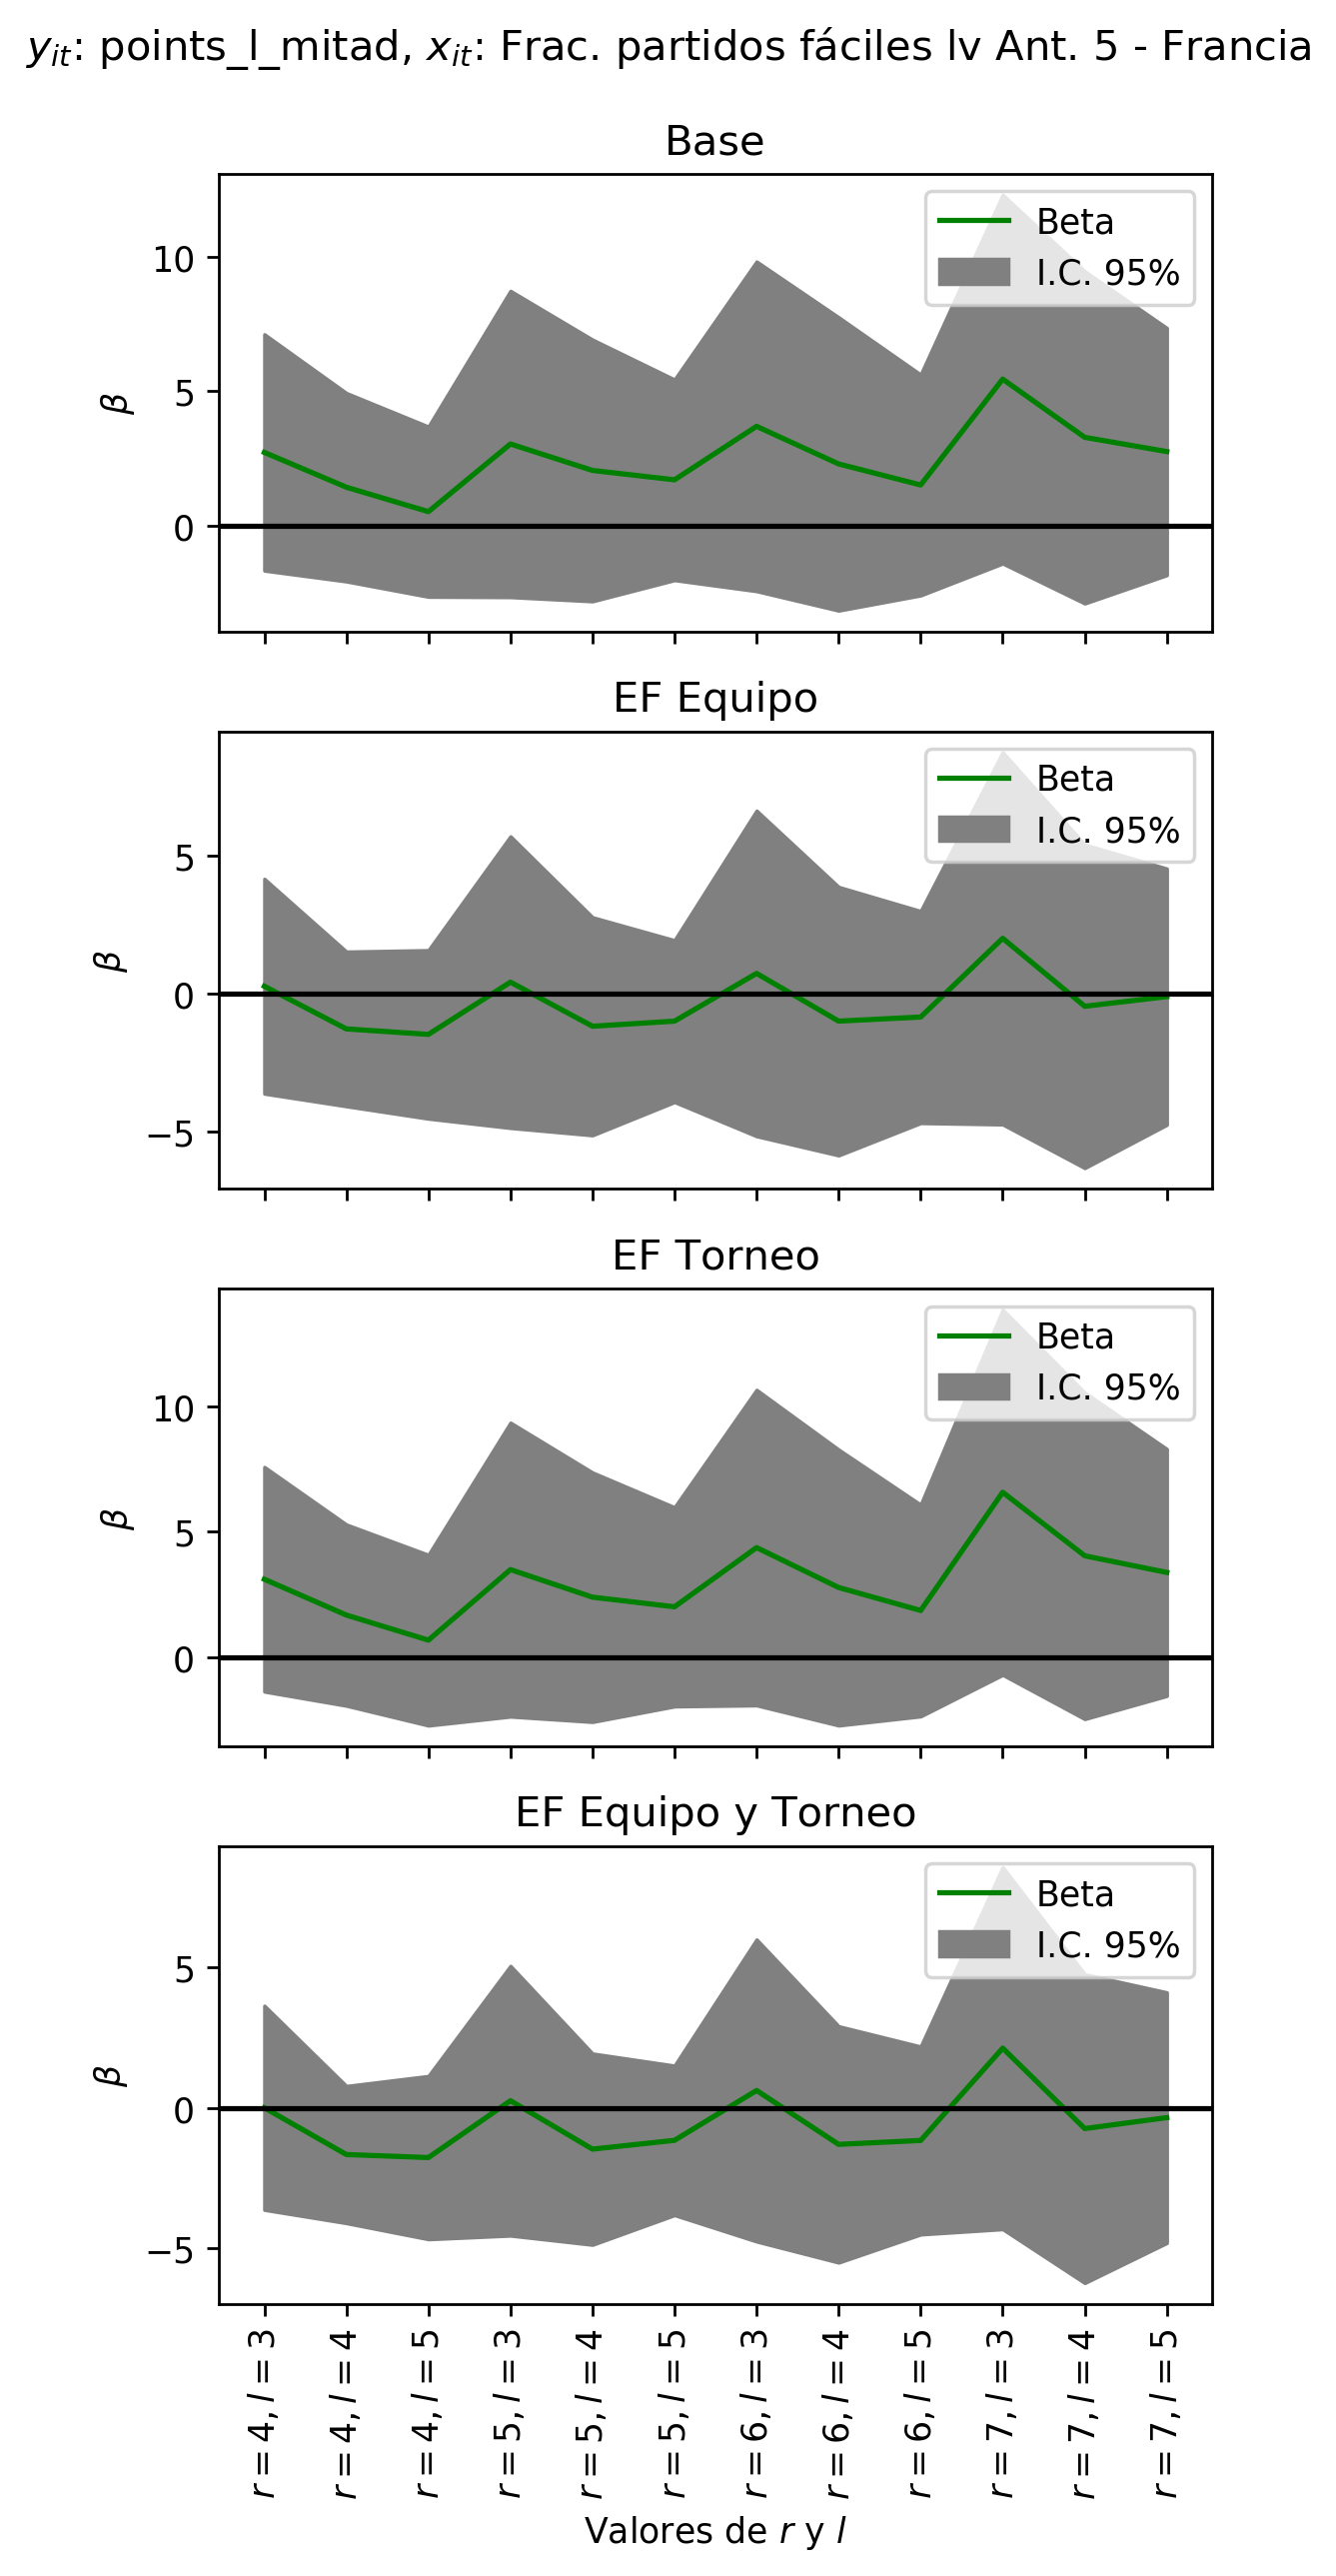 y_it: points_l_mitad, x_it: Frac. partidos fáciles lv Ant. 5 - Francia
Base
Beta
I.C. 95%
10
5
0
β
EF Equipo
Beta
I.C. 95%
5
0
−5
β
EF Torneo
Beta
I.C. 95%
10
5
0
β
EF Equipo y Torneo
Beta
I.C. 95%
5
0
−5
β
r = 4, l = 3
r = 4, l = 4
r = 4, l = 5
r = 5, l = 3
r = 5, l = 4
r = 5, l = 5
r = 6, l = 3
r = 6, l = 4
r = 6, l = 5
r = 7, l = 3
r = 7, l = 4
r = 7, l = 5
Valores de r y l